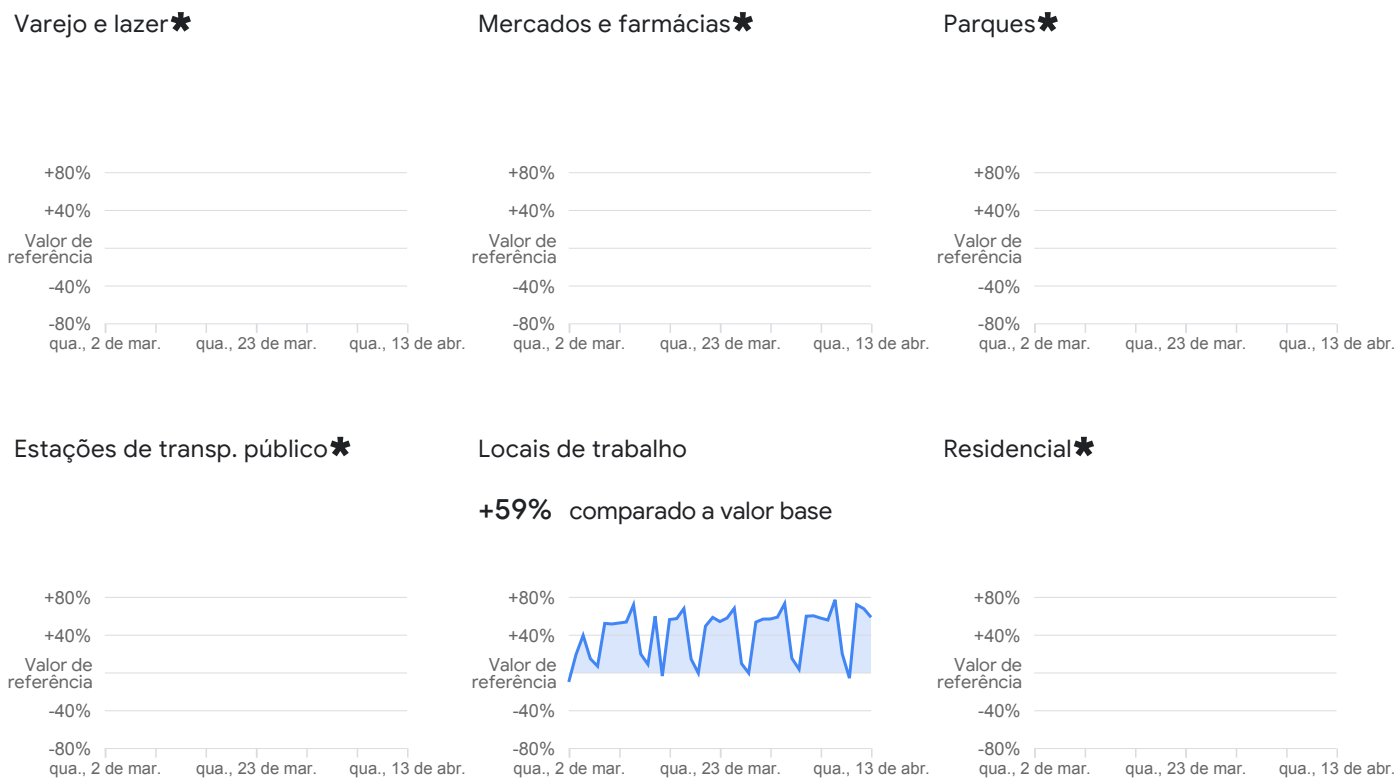 Varejo e lazer✱
+80%
+40%
Valor de
referência
-40%
-80%
qua., 2 de mar. qua., 23 de mar. qua., 13 de abr.
Mercados e farmácias✱
+80%
+40%
Valor de
referência
-40%
-80%
qua., 2 de mar. qua., 23 de mar. qua., 13 de abr.
Parques✱
+80%
+40%
Valor de
referência
-40%
-80%
qua., 2 de mar. qua., 23 de mar. qua., 13 de abr.
Estações de transp. público✱
+80%
+40%
Valor de
referência
-40%
-80%
qua., 2 de mar. qua., 23 de mar. qua., 13 de abr.
Locais de trabalho
+59% comparado a valor base
+80%
+40%
Valor de
referência
-40%
-80%
qua., 2 de mar. qua., 23 de mar. qua., 13 de abr.
Residencial✱
+80%
+40%
Valor de
referência
-40%
-80%
qua., 2 de mar. qua., 23 de mar. qua., 13 de abr.